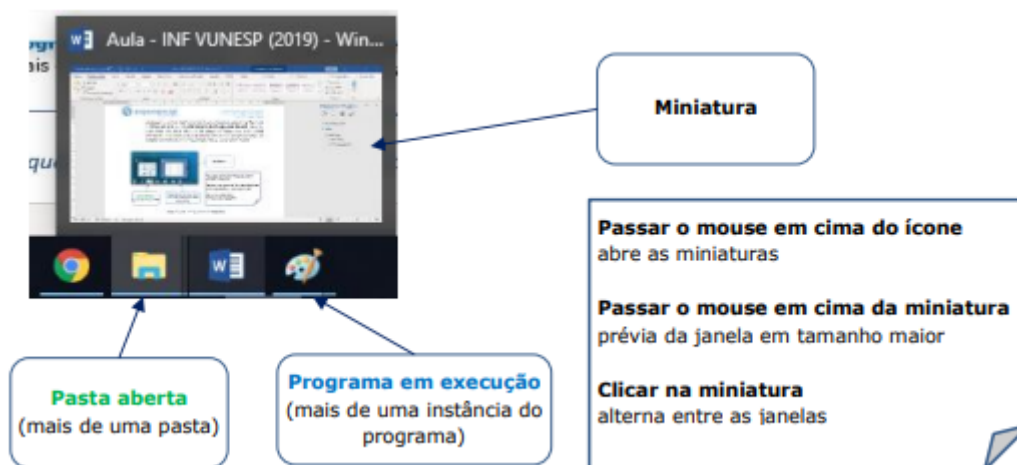 Aula - INF VUNESP (2019) - Win...
ais
qu
Miniatura
Passar o mouse em cima do ícone
abre as miniaturas
Passar o mouse em cima da miniatura
prévia da janela em tamanho maior
Clicar na miniatura
alterna entre as janelas
Pasta aberta
(mais de uma pasta)
Programa em execução
(mais de uma instância do
programa)